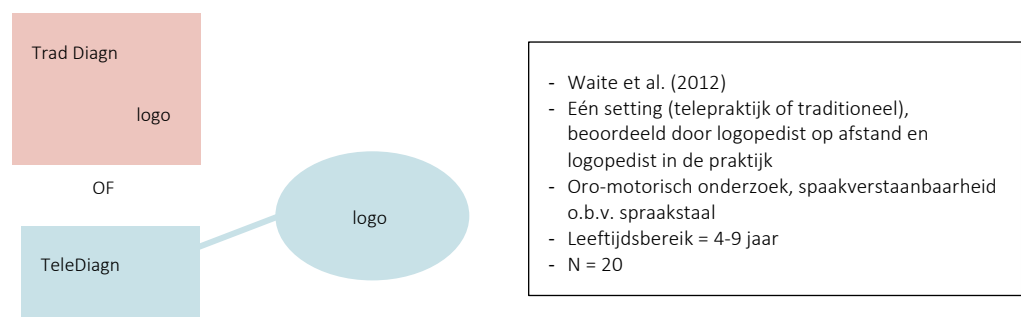 Trad Diagn
logo
OF
TeleDiagn
logo
- Waite et al. (2012)
- Eén setting (telepraktijk of traditioneel),
beoordeeld door logopedist op afstand en
logopedist in de praktijk
- Oro-motorisch onderzoek, spaakverstaanbaarheid
o.b.v. spraakstaal
- Leeftijdsbereik = 4-9 jaar
- N = 20